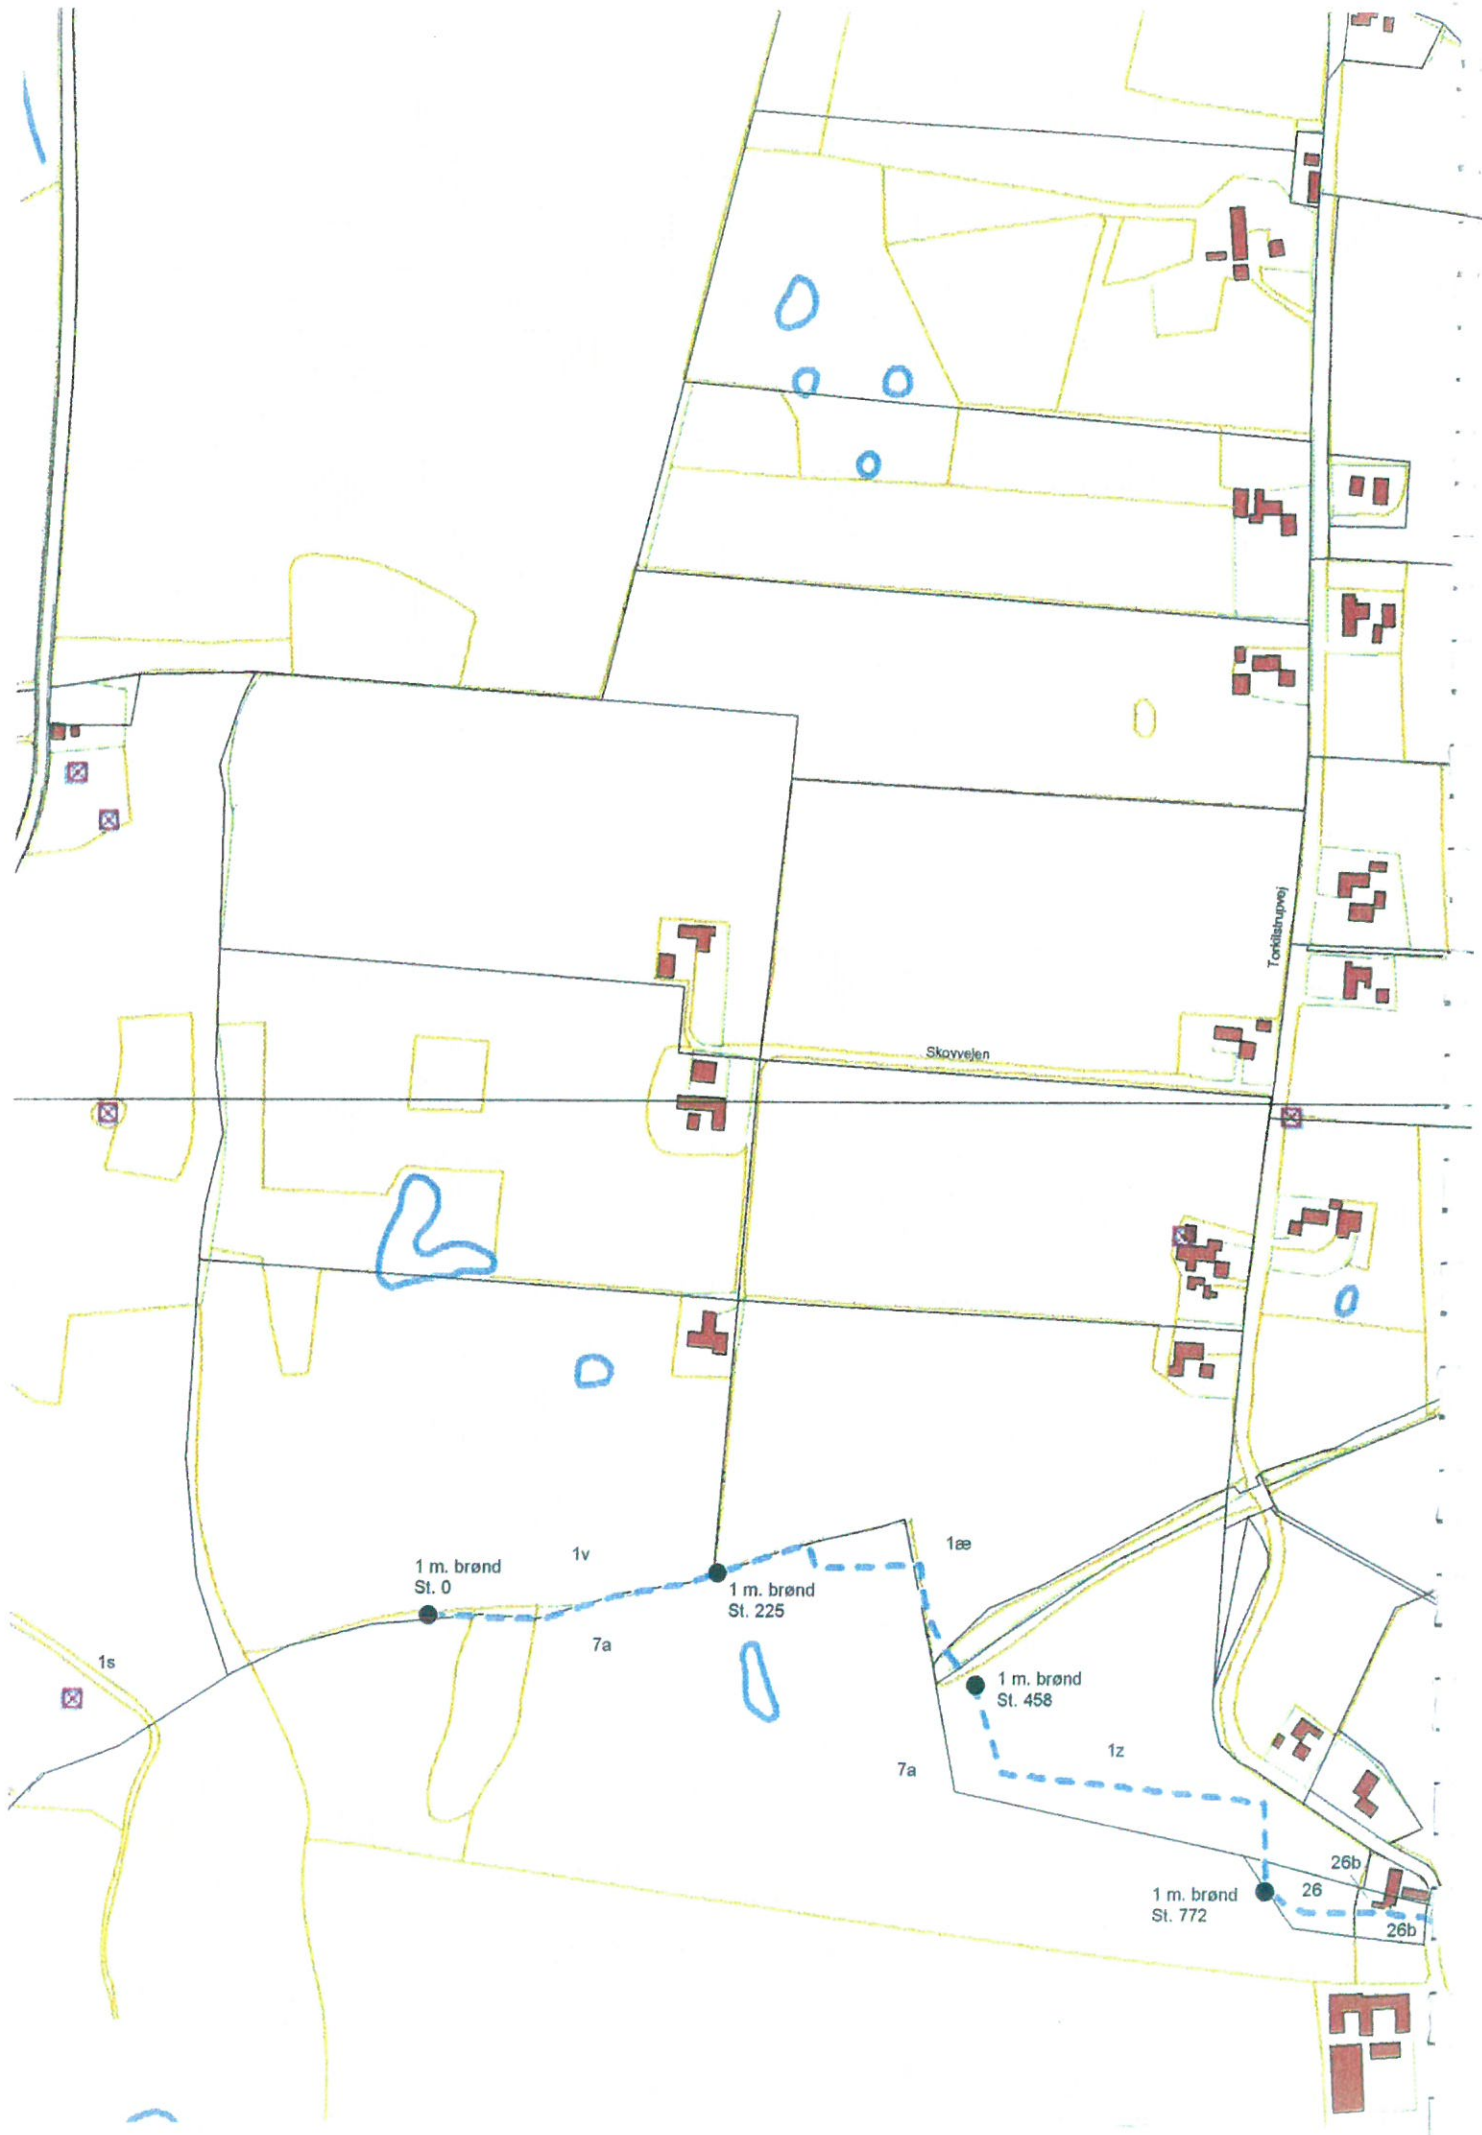 Torkilstrupvej
Skovvejen
1æ
1v
1 m. brønd
St. 0
1 m. brønd
St. 225
7a
1s
1 m. brønd
St. 458
1z
7a
26b
26
1 m. brønd
St. 772
26b